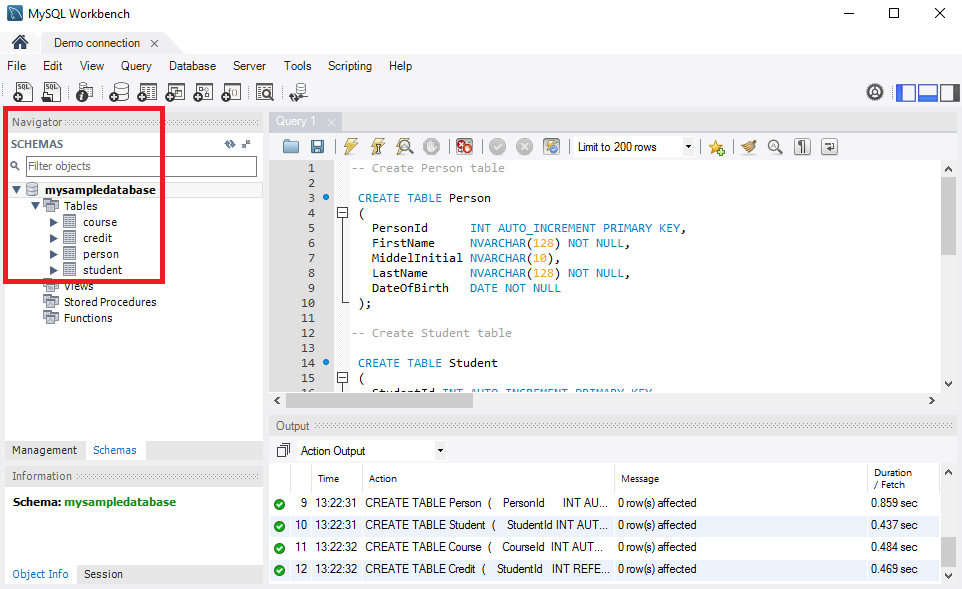 MySQL Workbench
Demo connection
File Edit View Query Database Server Tools Scripting Help
Navigator
SCHEMAS
Filter objects
mysampledatabase
Tables
course
credit
person
student
Views
Stored Procedures
Functions
Management Schemas
Information
Schema: mysampledatabase
Object Info Session
Query 1
Limit to 200 rows
1 -- Create Person table
2
3 CREATE TABLE Person
4 (
5 PersonId INT AUTO_INCREMENT PRIMARY KEY,
6 FirstName NVARCHAR(128) NOT NULL,
7 MiddelInitial NVARCHAR(10),
8 LastName NVARCHAR(128) NOT NULL,
9 DateOfBirth DATE NOT NULL
10 );
11
12 -- Create Student table
13
14 CREATE TABLE Student
15 (
16 StudentId INT AUTO_INCREMENT PRIMARY KEY
Output
Action Output
Time Action Message Duration / Fetch
9 13:22:31 CREATE TABLE Person ( PersonId INT AU... 0 row(s) affected 0.859 sec
10 13:22:31 CREATE TABLE Student ( StudentId INT AUT... 0 row(s) affected 0.437 sec
11 13:22:32 CREATE TABLE Course ( CourseId INT AUT... 0 row(s) affected 0.484 sec
12 13:22:32 CREATE TABLE Credit ( StudentId INT REFE... 0 row(s) affected 0.469 sec